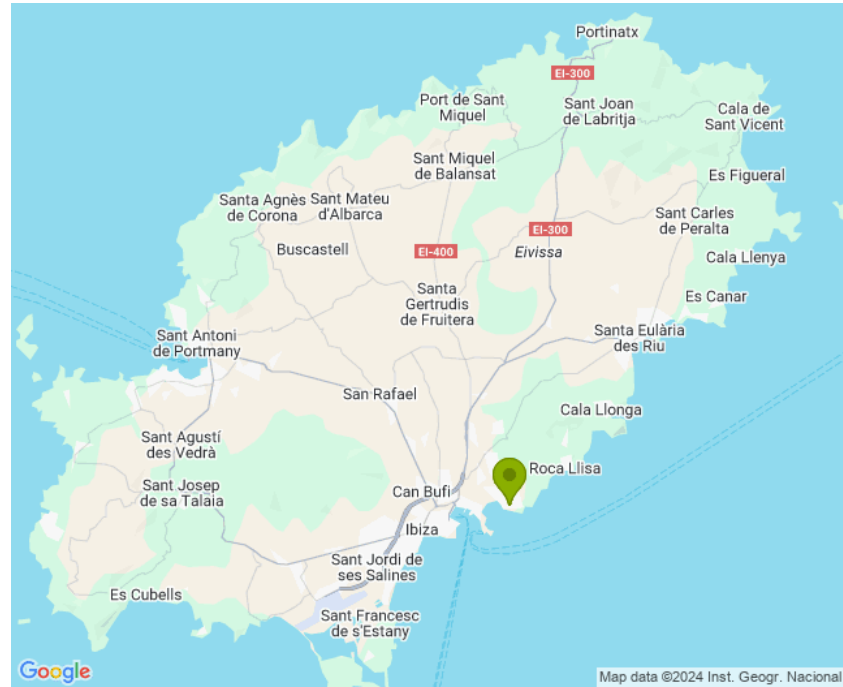 Portinatx
EI-300
Port de Sant
Miquel
Sant Joan
de Labritja
Cala de
Sant Vicent
Sant Miquel
de Balansat
Es Figueral
Santa Agnès
de Corona
Sant Mateu
d'Albarca
Sant Carles
de Peralta
EI-300
Buscastell
EI-400
Eivissa
Cala Llenya
Santa
Gertrudis
de Fruitera
Es Canar
Sant Antoni
de Portmany
Santa Eulària
des Riu
San Rafael
Cala Llonga
Sant Agustí
des Vedrà
Roca Llisa
Sant Josep
de sa Talaia
Can Bufi
Ibiza
Sant Jordi de
ses Salines
Es Cubells
Sant Francesc
de s'Estany
Google
Map data ©2024 Inst. Geogr. Nacional